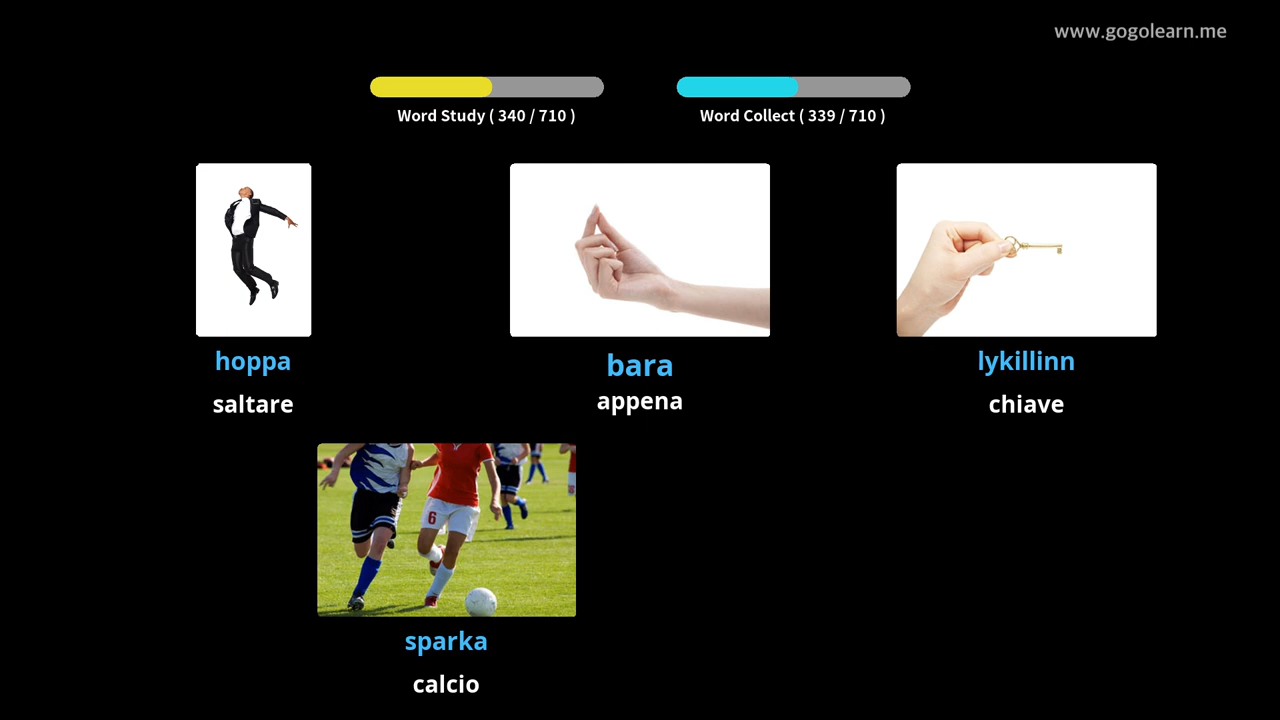 www.gogolearn.me
Word Study ( 340 / 710 )
Word Collect ( 339 / 710 )
hoppa
saltare
bara
appena
lykillinn
chiave
6
sparka
calcio